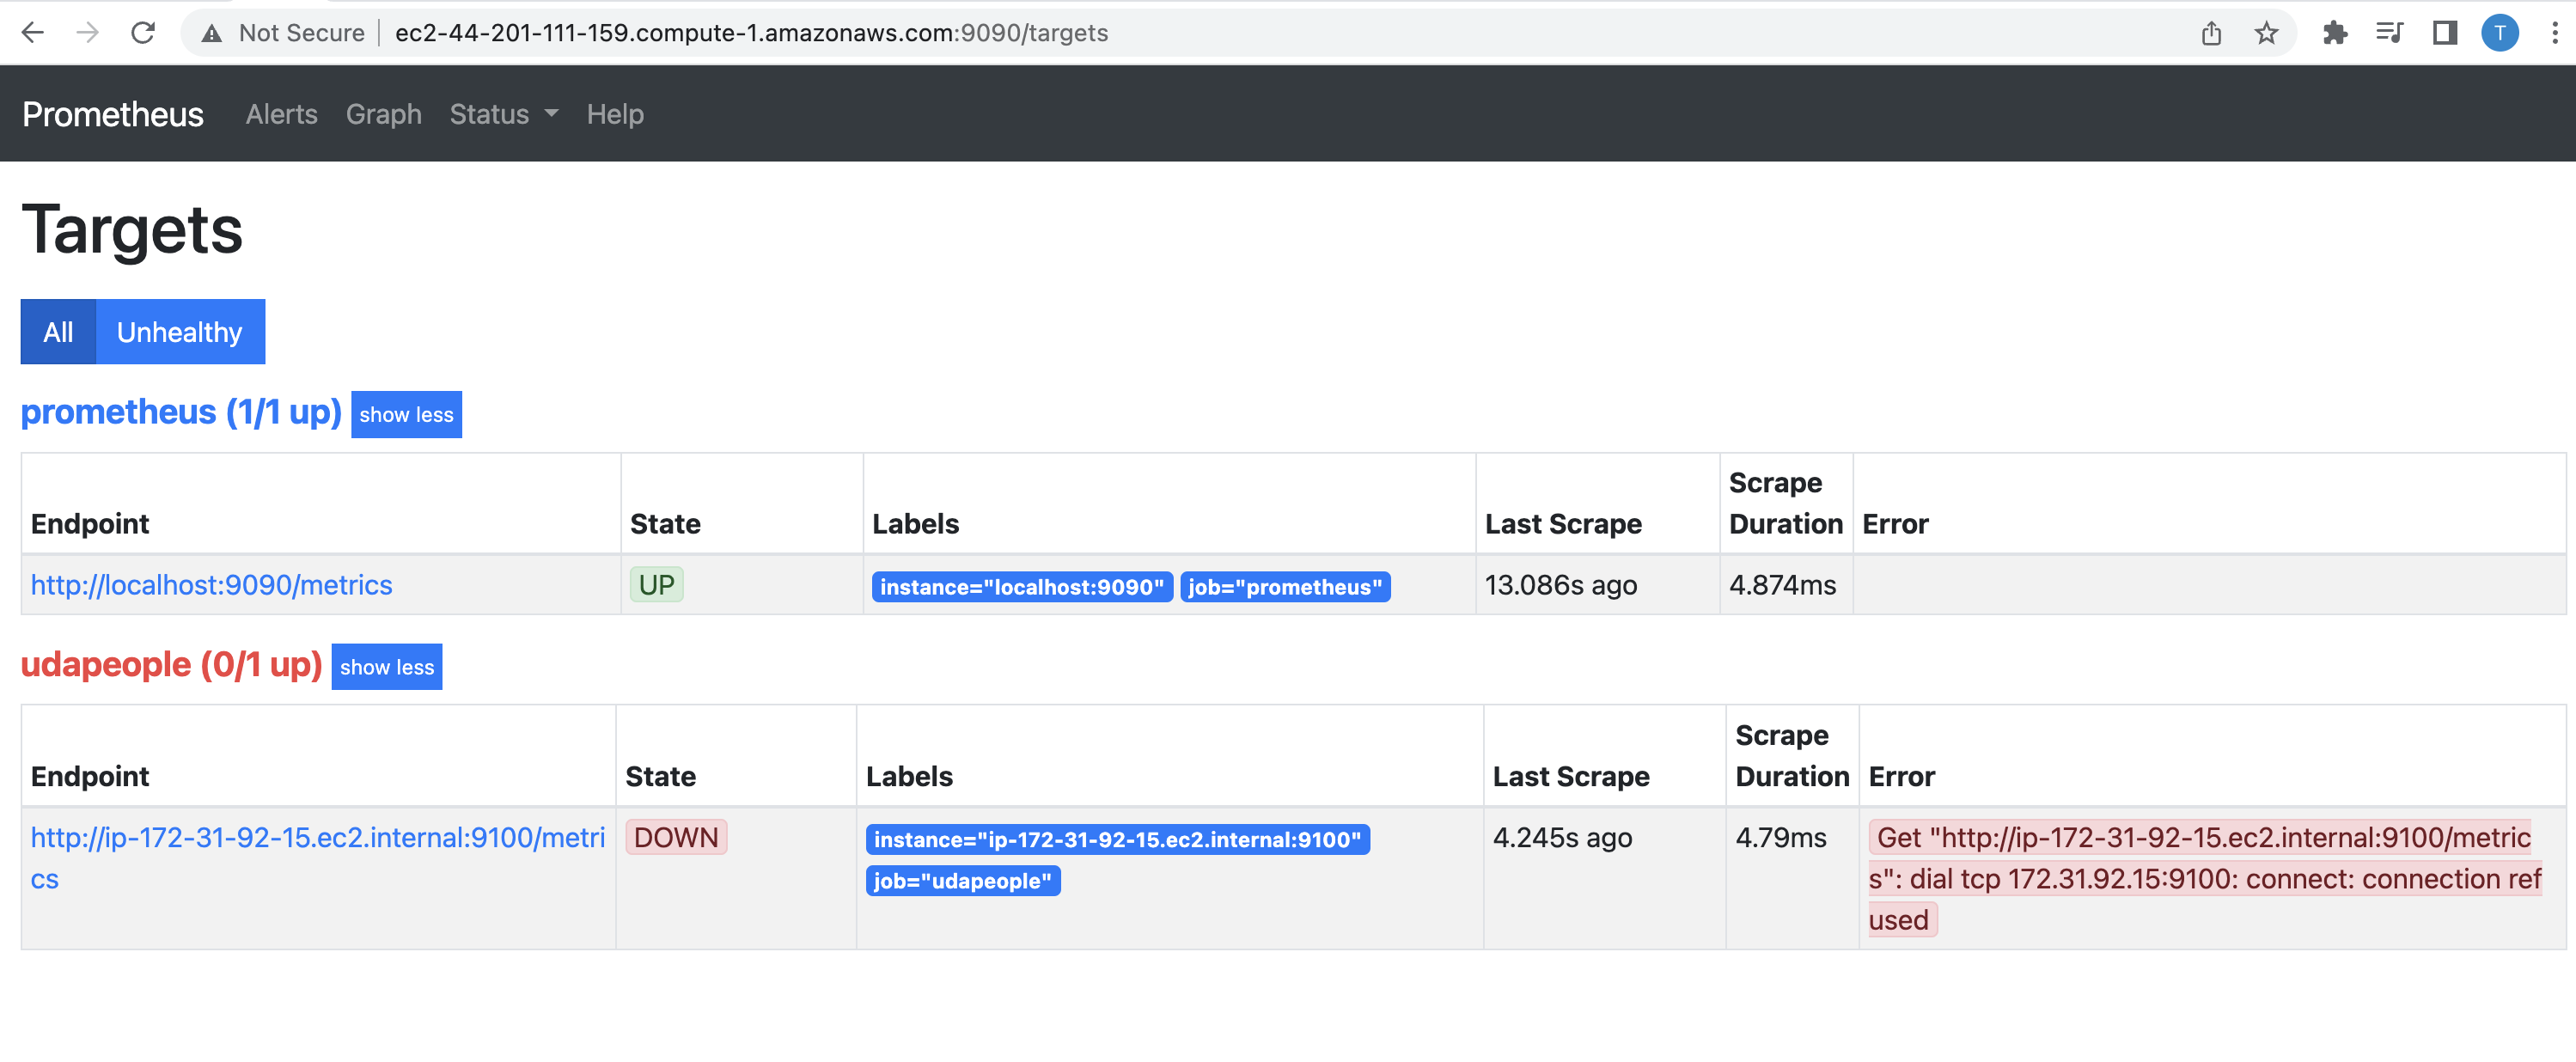 Not Secure | ec2-44-201-111-159.compute-1.amazonaws.com:9090/targets T
Prometheus Alerts Graph Status Help
Targets
All Unhealthy
prometheus (1/1 up) show less
Scrape
Endpoint State Labels Last Scrape Duration Error
http://localhost:9090/metrics UP instance="localhost:9090" job="prometheus" 13.086s ago 4.874ms
udapeople (0/1 up) show less
Scrape
Endpoint State Labels Last Scrape Duration Error
http://ip-172-31-92-15.ec2.internal:9100/metri DOWN instance="ip-172-31-92-15.ec2.internal:9100" 4.245s ago 4.79ms Get "http://ip-172-31-92-15.ec2.internal:9100/metric
cs job="udapeople" s": dial tcp 172.31.92.15:9100: connect: connection ref
used